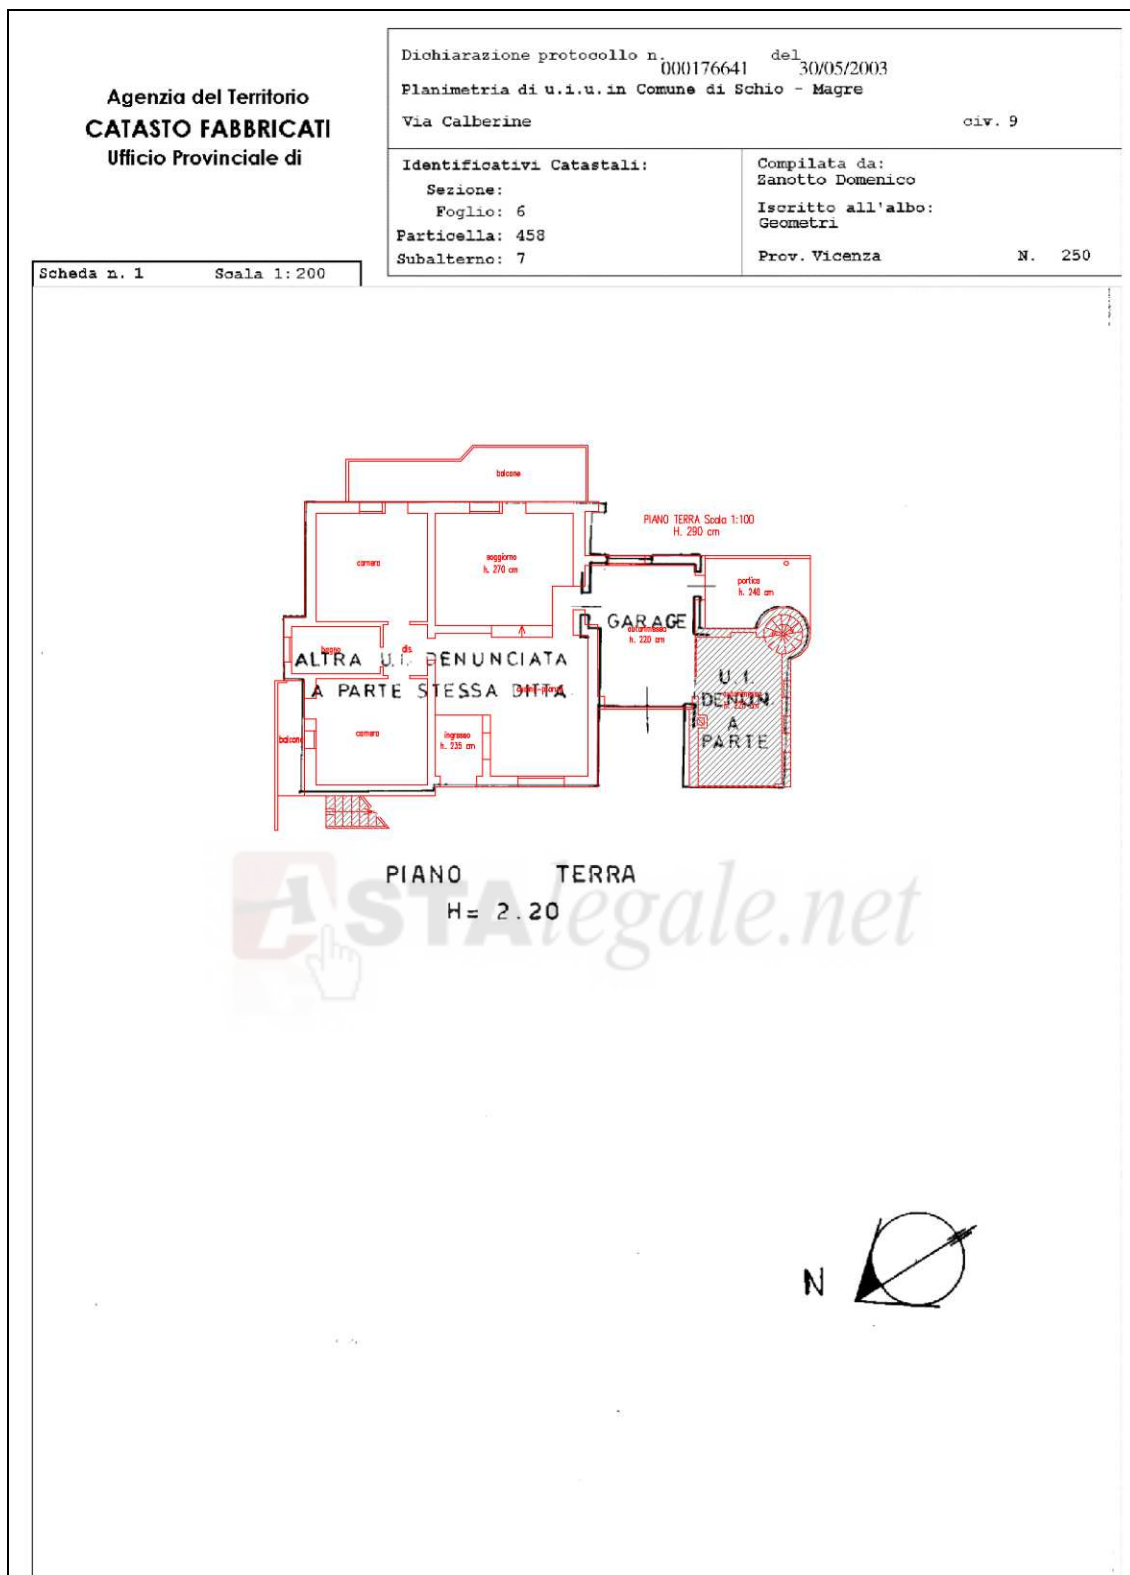 Agenzia del Territorio
CATASTO FABBRICATI
Ufficio Provinciale di
Dichiarazione protocollo n. 000176641 del 30/05/2003
Planimetria di u.i.u. in Comune di Schio - Magre
Via Calberine civ. 9
Identificativi Catastali:
Sezione:
Foglio: 6
Particella: 458
Subalterno: 7
Compilata da:
Zanotto Domenico
Iscritto all'albo:
Geometri
Prov. Vicenza N. 250
Scheda n. 1 Scala 1:200
balcone
PIANO TERRA Scala 1:100
H. 290 cm
camera
soggiorno
h. 270 cm
portico
h. 240 cm
GARAGE
autorimessa
h. 220 cm
bagno
dis.
ALTRA U.I. DENUNCIATA
A PARTE STESSA DITTA.
U.I.
DENUN.
A
PARTE
balcone
camera
ingresso
h. 235 cm
PIANO TERRA
H= 2.20
ASTAlegale.net
N